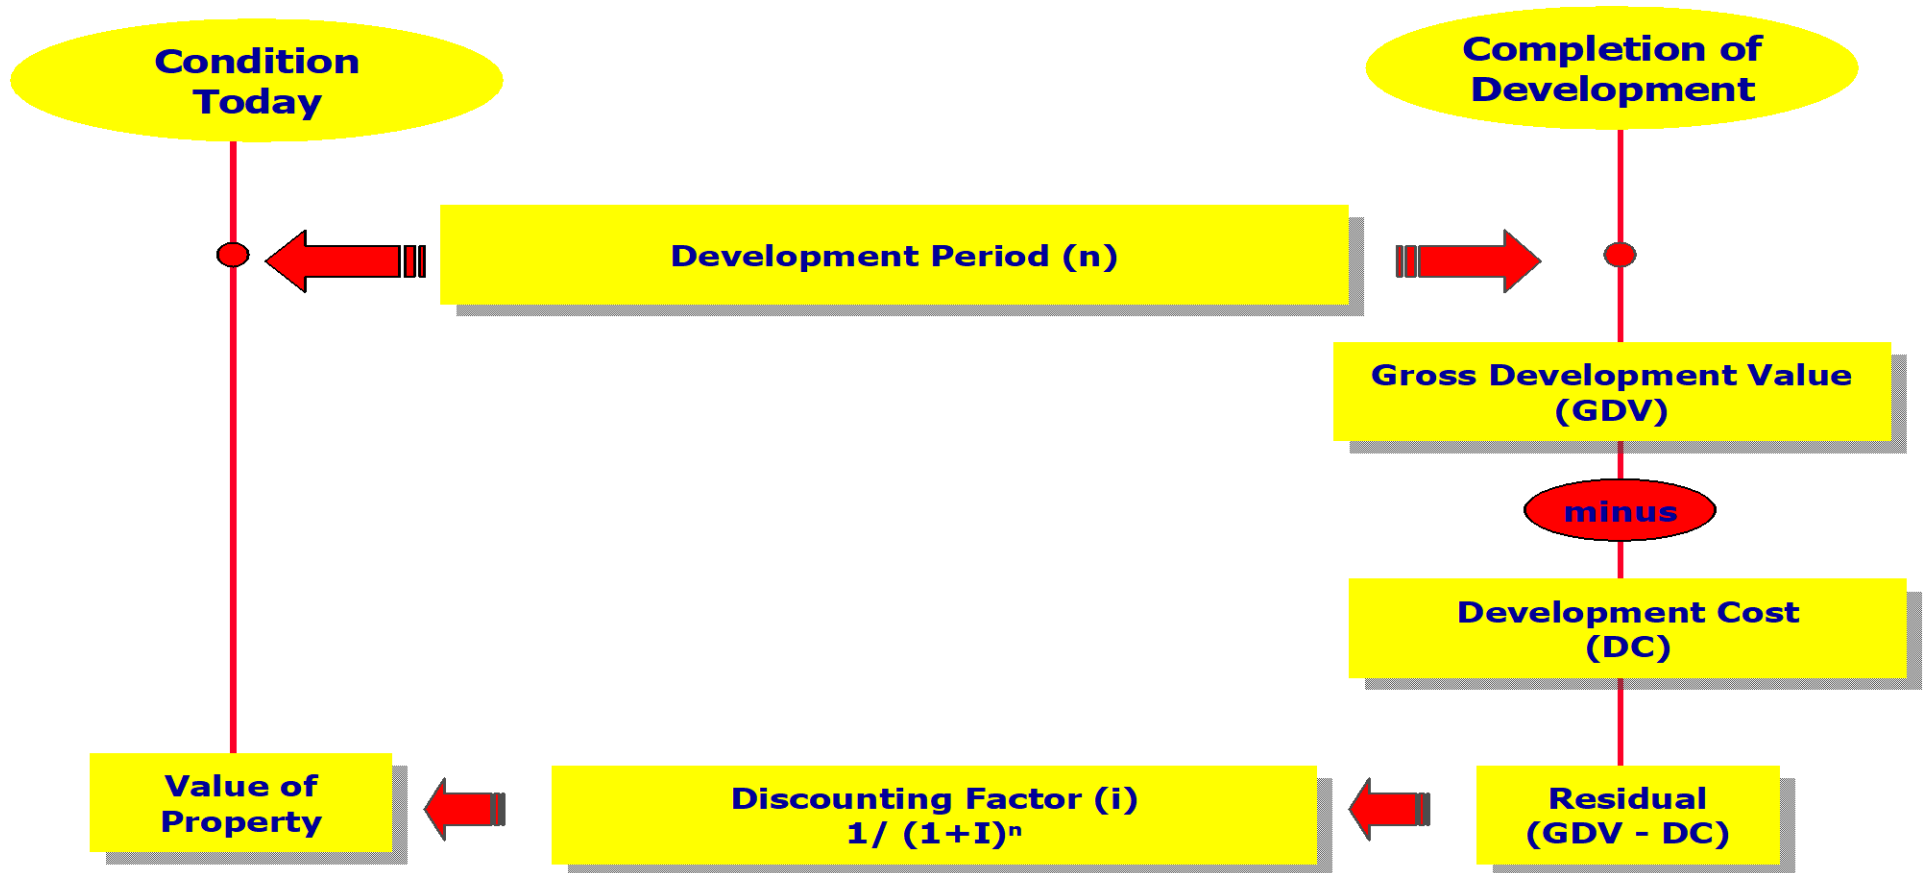 Condition
Today
Completion of
Development
Development Period (n)
Gross Development Value
(GDV)
minus
Development Cost
(DC)
Value of
Property
Discounting Factor (i)
1/ (1+I)ⁿ
Residual
(GDV - DC)